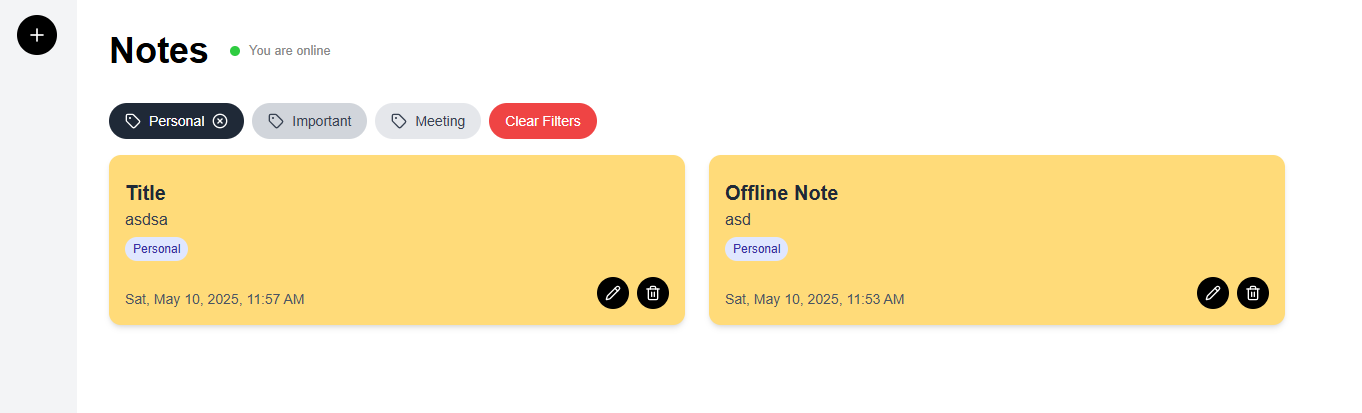 Notes
You are online
Personal
Important
Meeting
Clear Filters
Title
asdsa
Personal
Sat, May 10, 2025, 11:57 AM
Offline Note
asd
Personal
Sat, May 10, 2025, 11:53 AM